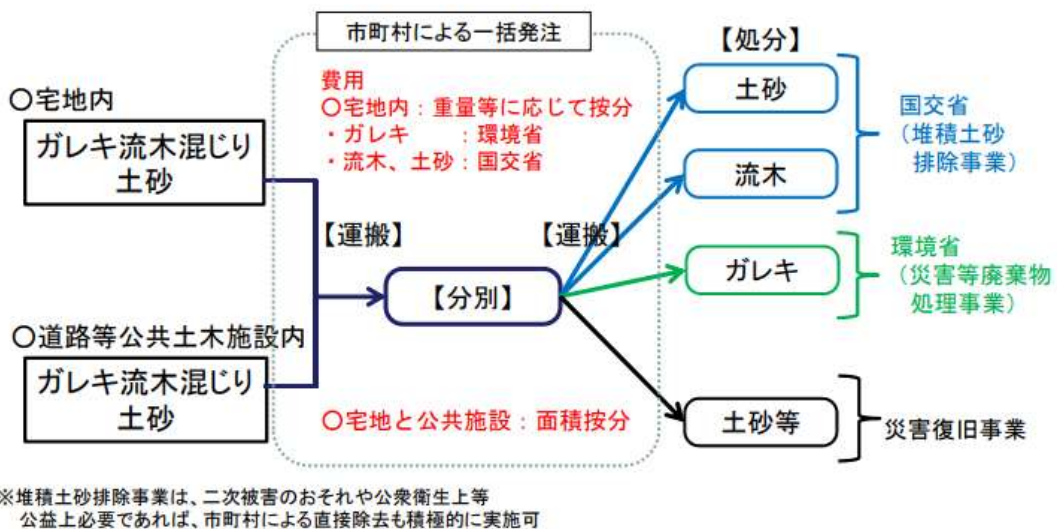 市町村による一括発注
【処分】
費用
〇宅地内:重量等に応じて按分
・ガレキ　　:環境省
・流木、土砂:国交省
〇宅地内
ガレキ流木混じり
土砂
【運搬】
【分別】
【運搬】
〇道路等公共土木施設内
ガレキ流木混じり
土砂
〇宅地と公共施設:面積按分
土砂
流木
国交省
(堆積土砂
排除事業)
ガレキ
環境省
(災害等廃棄物
処理事業)
土砂等
災害復旧事業
※堆積土砂排除事業は、二次被害のおそれや公衆衛生上等
公益上必要であれば、市町村による直接除去も積極的に実施可